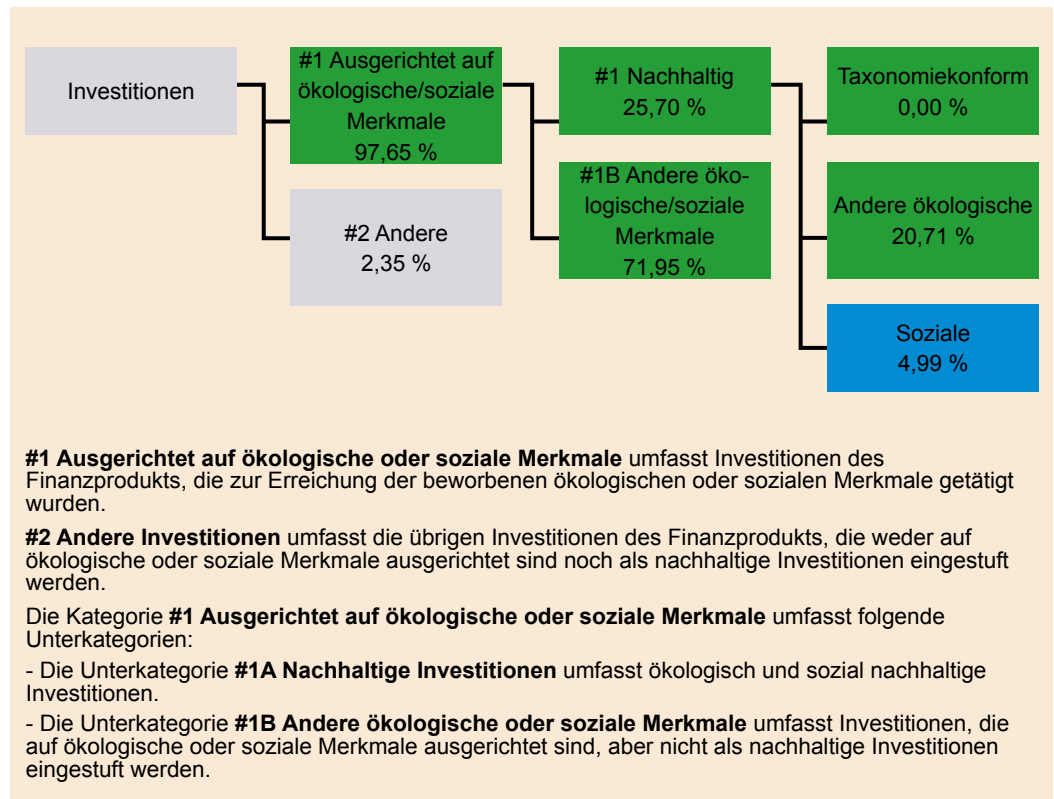 Investitionen
#1 Ausgerichtet auf
ökologische/soziale
Merkmale
97,65 %
#2 Andere
2,35 %
#1 Nachhaltig
25,70 %
#1B Andere öko-
logische/soziale
Merkmale
71,95 %
Taxonomiekonform
0,00 %
Andere ökologische
20,71 %
Soziale
4,99 %
#1 Ausgerichtet auf ökologische oder soziale Merkmale umfasst Investitionen des
Finanzprodukts, die zur Erreichung der beworbenen ökologischen oder sozialen Merkmale getätigt
wurden.
#2 Andere Investitionen umfasst die übrigen Investitionen des Finanzprodukts, die weder auf
ökologische oder soziale Merkmale ausgerichtet sind noch als nachhaltige Investitionen eingestuft
werden.
Die Kategorie #1 Ausgerichtet auf ökologische oder soziale Merkmale umfasst folgende
Unterkategorien:
- Die Unterkategorie #1A Nachhaltige Investitionen umfasst ökologisch und sozial nachhaltige
Investitionen.
- Die Unterkategorie #1B Andere ökologische oder soziale Merkmale umfasst Investitionen, die
auf ökologische oder soziale Merkmale ausgerichtet sind, aber nicht als nachhaltige Investitionen
eingestuft werden.